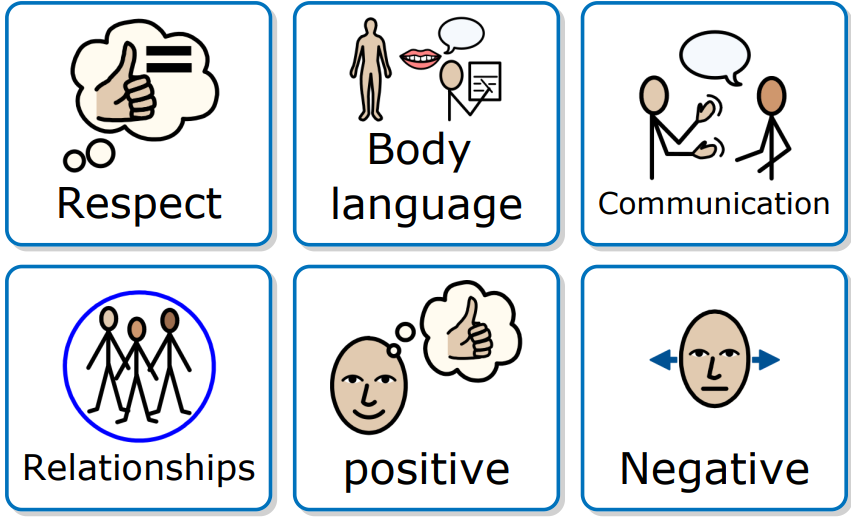 Respect
Body
language
Communication
Relationships
positive
Negative